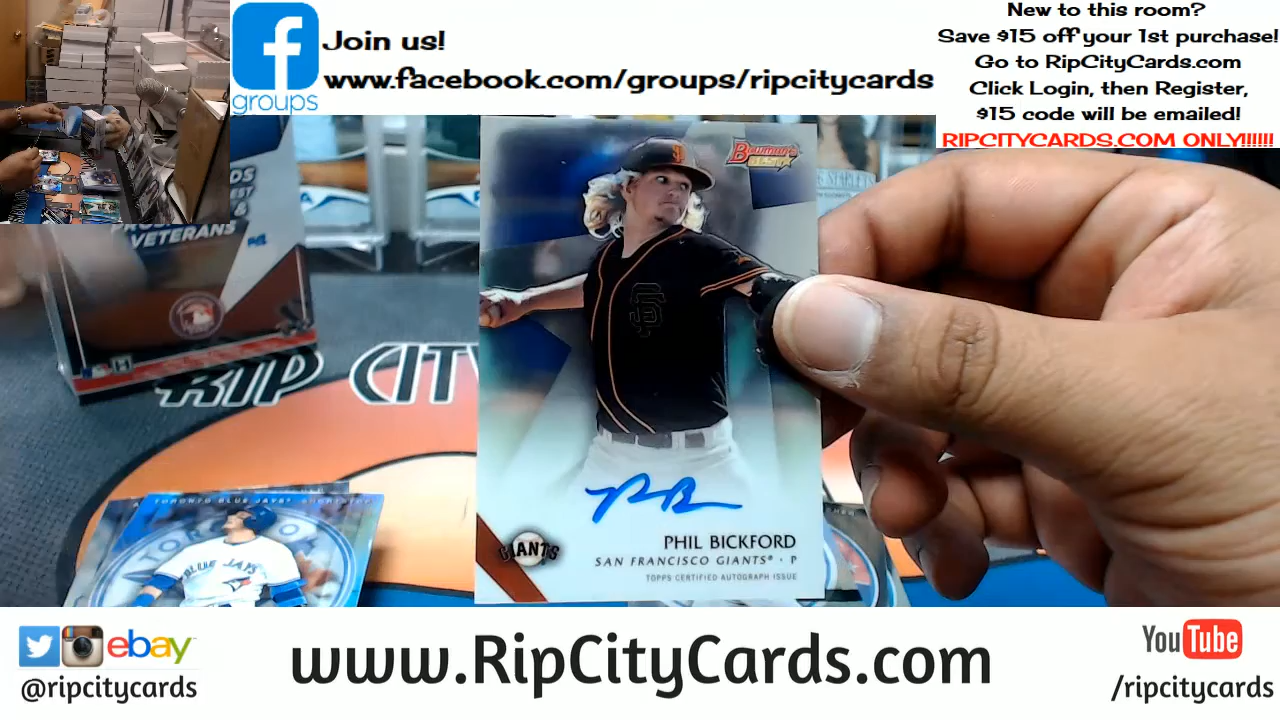 Join us!
www.facebook.com/groups/ripcitycards
groups
New to this room?
Save $15 off your 1st purchase!
Go to RipCityCards.com
Click Login, then Register,
$15 code will be emailed!
RIPCITYCARDS.COM ONLY!!!!!!
VETERANS
RIP CIT
BOWMAN'S
BEST
SF
TORONTO BLUE JAYS
BLUE JAYS
GIANTS
PHIL BICKFORD
SAN FRANCISCO GIANTS® · P
TOPPS CERTIFIED AUTOGRAPH ISSUE
ebay
@ripcitycards
www.RipCityCards.com
YouTube
/ripcitycards